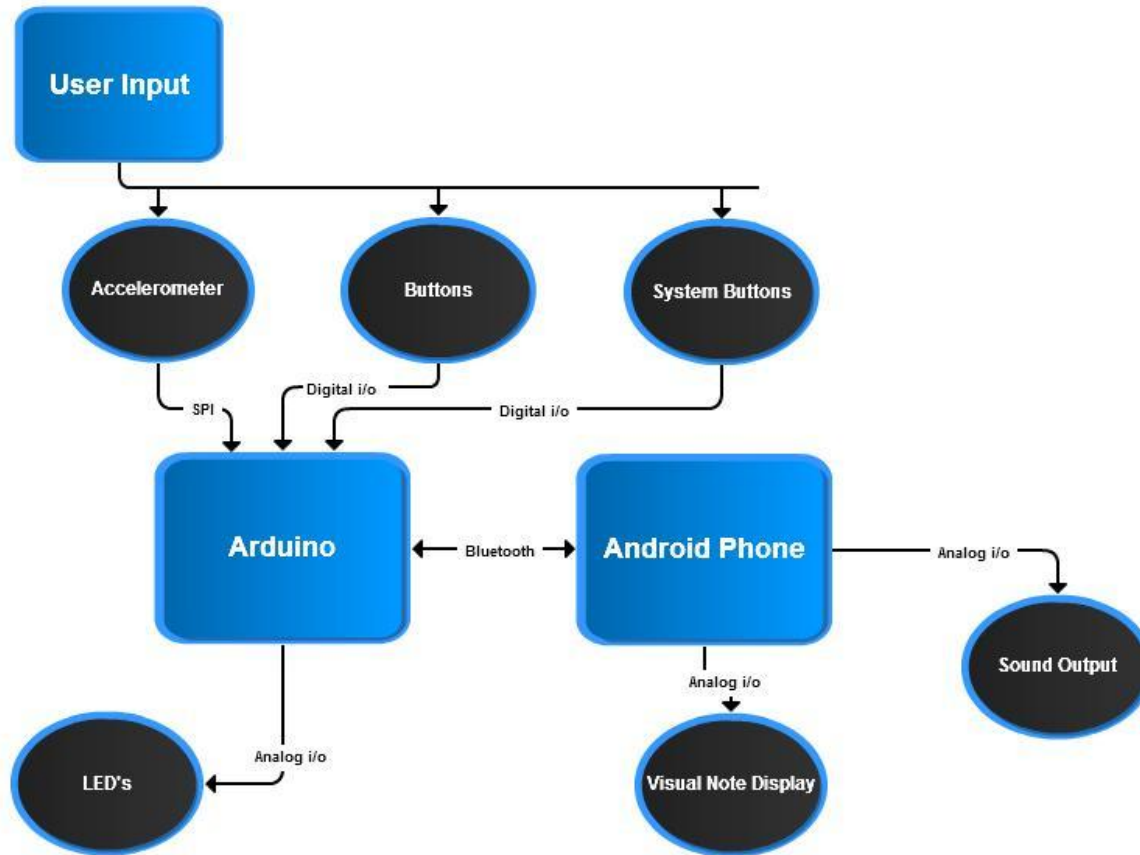 User Input
Accelerometer
Buttons
System Buttons
Digital i/o
SPI
Digital i/o
Arduino
Bluetooth
Android Phone
Analog i/o
Sound Output
Analog i/o
Analog i/o
LED's
Visual Note Display